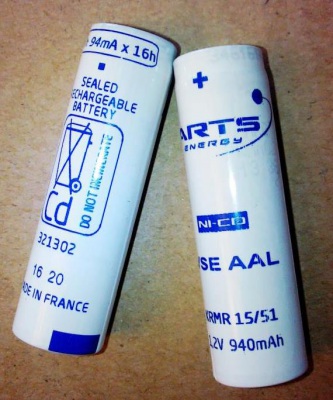 94mA x 16h
SEALED
RECHARGEABLE
BATTERY
Cd
DO NOT INCINERATE
321302
16 20
MADE IN FRANCE
+
ARTS
ENERGY
NI-CD
VSE AAL
KRMR 15/51
1,2V 940mAh